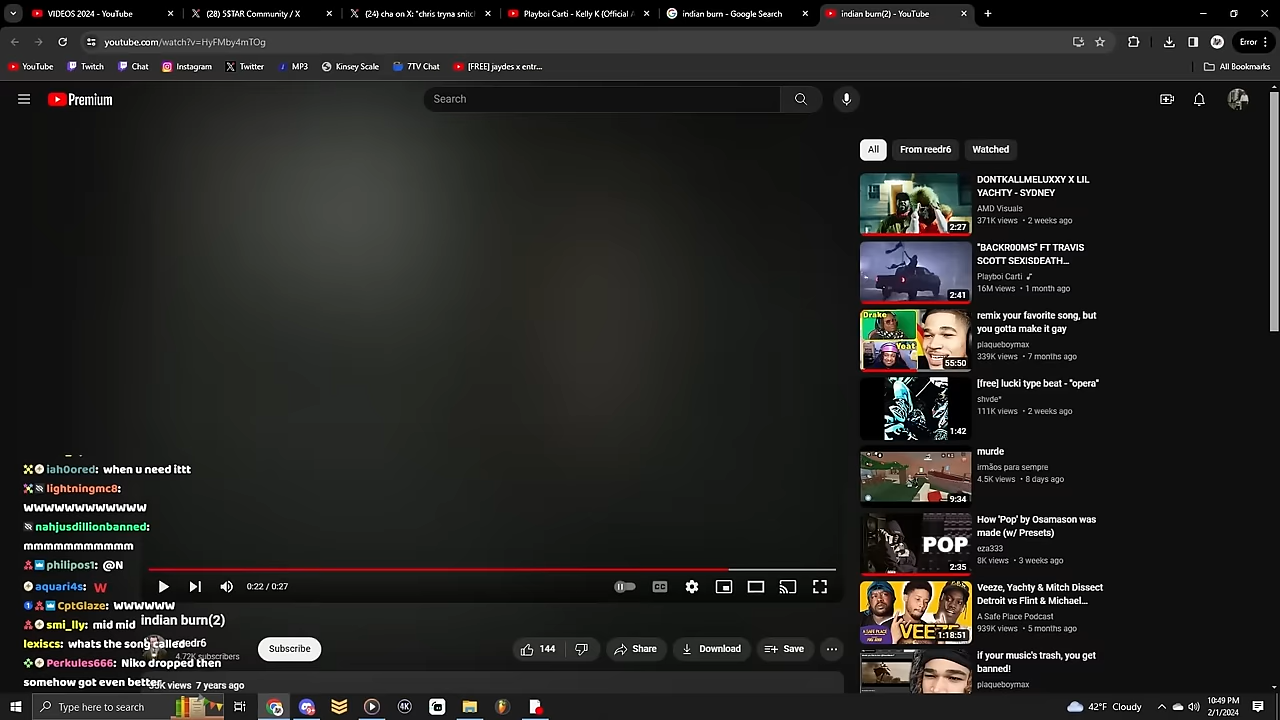 VIDEOS 2024 - YouTube
(28) 5$TAR Community / X
(24) cha on X: "chris tryna snitch
Playboi Carti - Kelly K (Official
indian burn - Google Search
indian burn(2) - YouTube
youtube.com/watch?v=HyFMby4mTOg
Error
YouTube
Twitch
Chat
Instagram
Twitter
MP3
Kinsey Scale
7TV Chat
[FREE] jaydes x entr...
All Bookmarks
Premium
Search
All
From reedr6
Watched
DONTKALLMELUXXY X LIL
YACHTY - SYDNEY
AMD Visuals
371K views • 2 weeks ago
2:27
"BACKR00MS" FT TRAVIS
SCOTT SEXISDEATH...
Playboi Carti
16M views • 1 month ago
2:41
Drake
Yeat
remix your favorite song, but
you gotta make it gay
plaqueboymax
339K views • 7 months ago
55:50
[free] lucki type beat - "opera"
shvde*
111K views • 2 weeks ago
1:42
murde
irmãos para sempre
4.5K views • 8 days ago
9:34
POP
How 'Pop' by Osamason was
made (w/ Presets)
eza333
8K views • 3 weeks ago
2:35
VEEZE
Veeze, Yachty & Mitch Dissect
Detroit vs Flint & Michael...
A Safe Place Podcast
939K views • 5 months ago
1:18:51
if your music's trash, you get
banned!
plaqueboymax
iah0ored: when u need ittt
lightningmc8:
WWWWWWWWWWWW
nahjusdillionbanned:
mmmmmmmmmmm
philipos1: @N
aquari4s: W
CptGlaze: WWWWWW
smi_lly: mid mid
lexiscs: whats the
Perkules666: Niko dropped men
somehow got even better
0:22 / 0:27
CC
indian burn(2)
subscribers
Subscribe
144
Share
Download
Save
views 7 years ago
Type here to search
42°F Cloudy
10:49 PM
2/1/2024